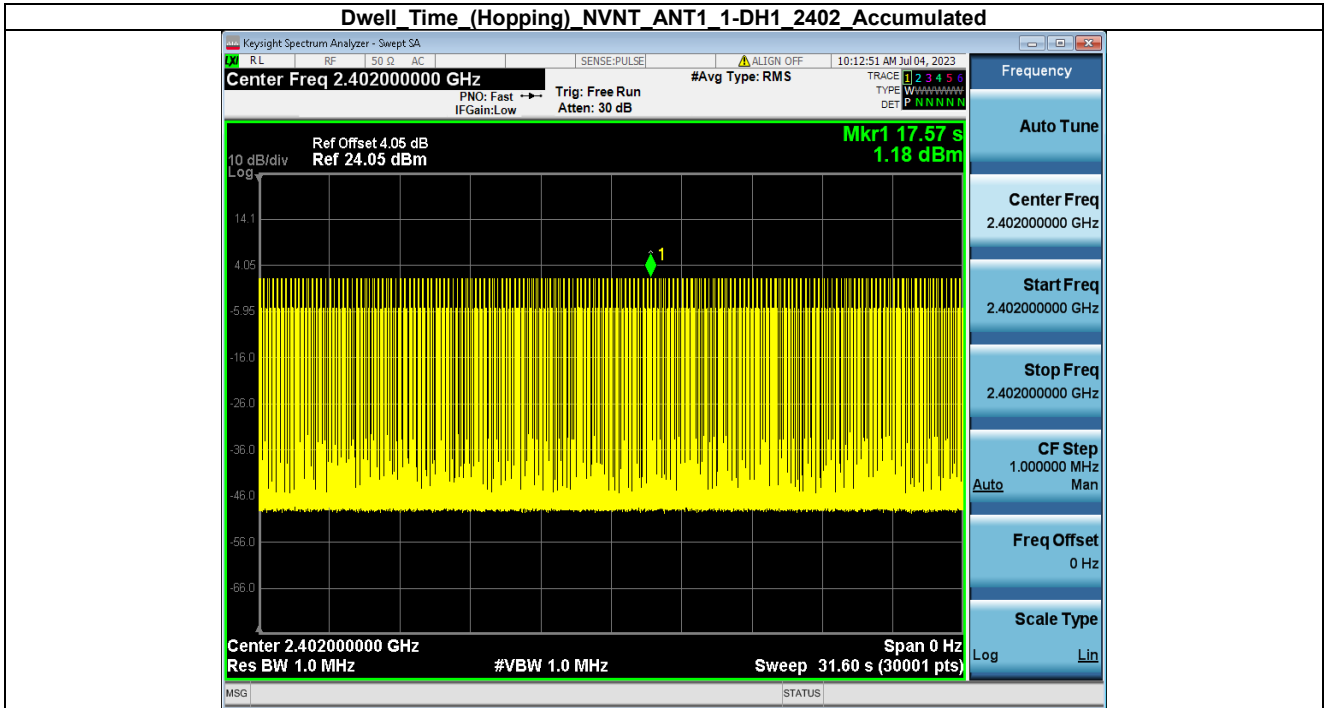 Dwell_Time_(Hopping)_NVNT_ANT1_1-DH1_2402_Accumulated
Keysight Spectrum Analyzer - Swept SA
LXI RL RF 50 Ω AC SENSE:PULSE ALIGN OFF 10:12:51 AM Jul 04, 2023
Center Freq 2.402000000 GHz #Avg Type: RMS TRACE 1 2 3 4 5 6
PNO: Fast Trig: Free Run TYPE WWWWWW
IFGain:Low Atten: 30 dB DET P N N N N N
Frequency
Auto Tune
Mkr1 17.57 s
1.18 dBm
Ref Offset 4.05 dB
10 dB/div Ref 24.05 dBm
Log
14.1
4.05
-5.95
-16.0
-26.0
-36.0
-46.0
-56.0
-66.0
1
Center Freq
2.402000000 GHz
Start Freq
2.402000000 GHz
Stop Freq
2.402000000 GHz
CF Step
1.000000 MHz
Auto Man
Freq Offset
0 Hz
Scale Type
Log Lin
Center 2.402000000 GHz Span 0 Hz
Res BW 1.0 MHz #VBW 1.0 MHz Sweep 31.60 s (30001 pts)
MSG STATUS